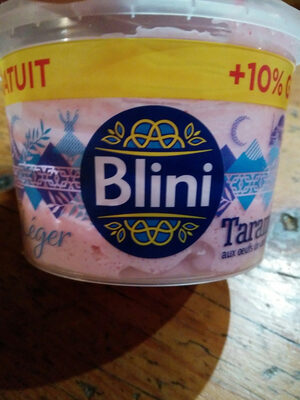 ATUIT
+10% G
Blini
éger
Taram
aux oeufs de